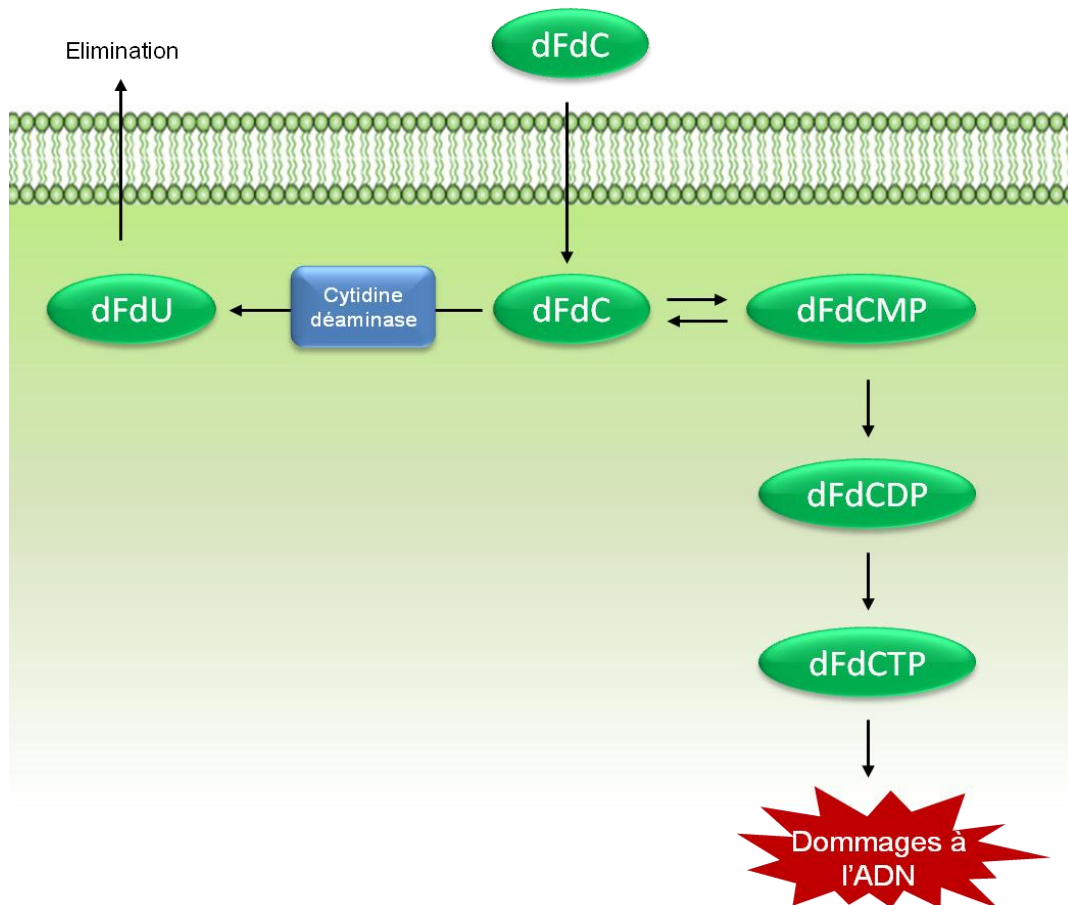 dFdC
Elimination
dFdU
Cytidine
déaminase
dFdC
dFdCMP
dFdCDP
dFdCTP
Dommages à
l’ADN